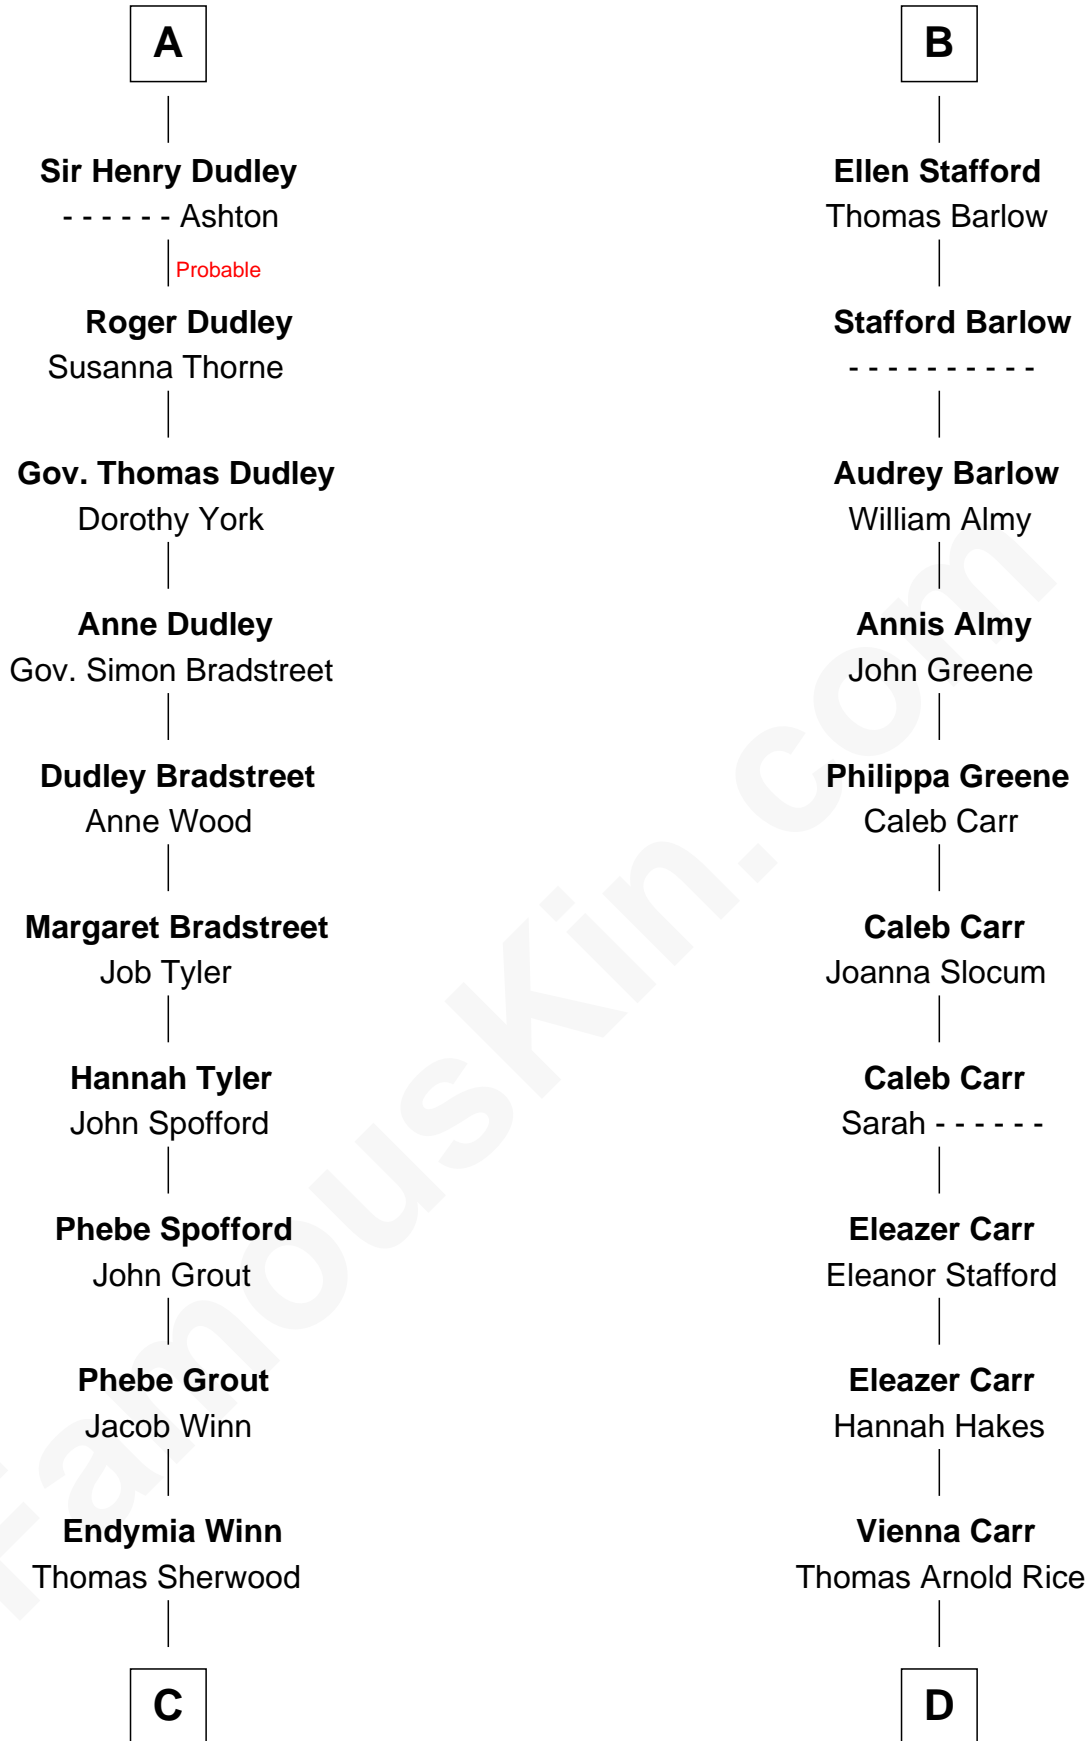 A
Sir Henry Dudley
- - - - - - Ashton
Probable
Roger Dudley
Susanna Thorne
Gov. Thomas Dudley
Dorothy York
Anne Dudley
Gov. Simon Bradstreet
Dudley Bradstreet
Anne Wood
Margaret Bradstreet
Job Tyler
Hannah Tyler
John Spofford
Phebe Spofford
John Grout
Phebe Grout
Jacob Winn
Endymia Winn
Thomas Sherwood
C
B
Ellen Stafford
Thomas Barlow
Stafford Barlow
- - - - - - - - - -
Audrey Barlow
William Almy
Annis Almy
John Greene
Philippa Greene
Caleb Carr
Caleb Carr
Joanna Slocum
Caleb Carr
Sarah - - - - - -
Eleazer Carr
Eleanor Stafford
Eleazer Carr
Hannah Hakes
Vienna Carr
Thomas Arnold Rice
D
FamousKin.com